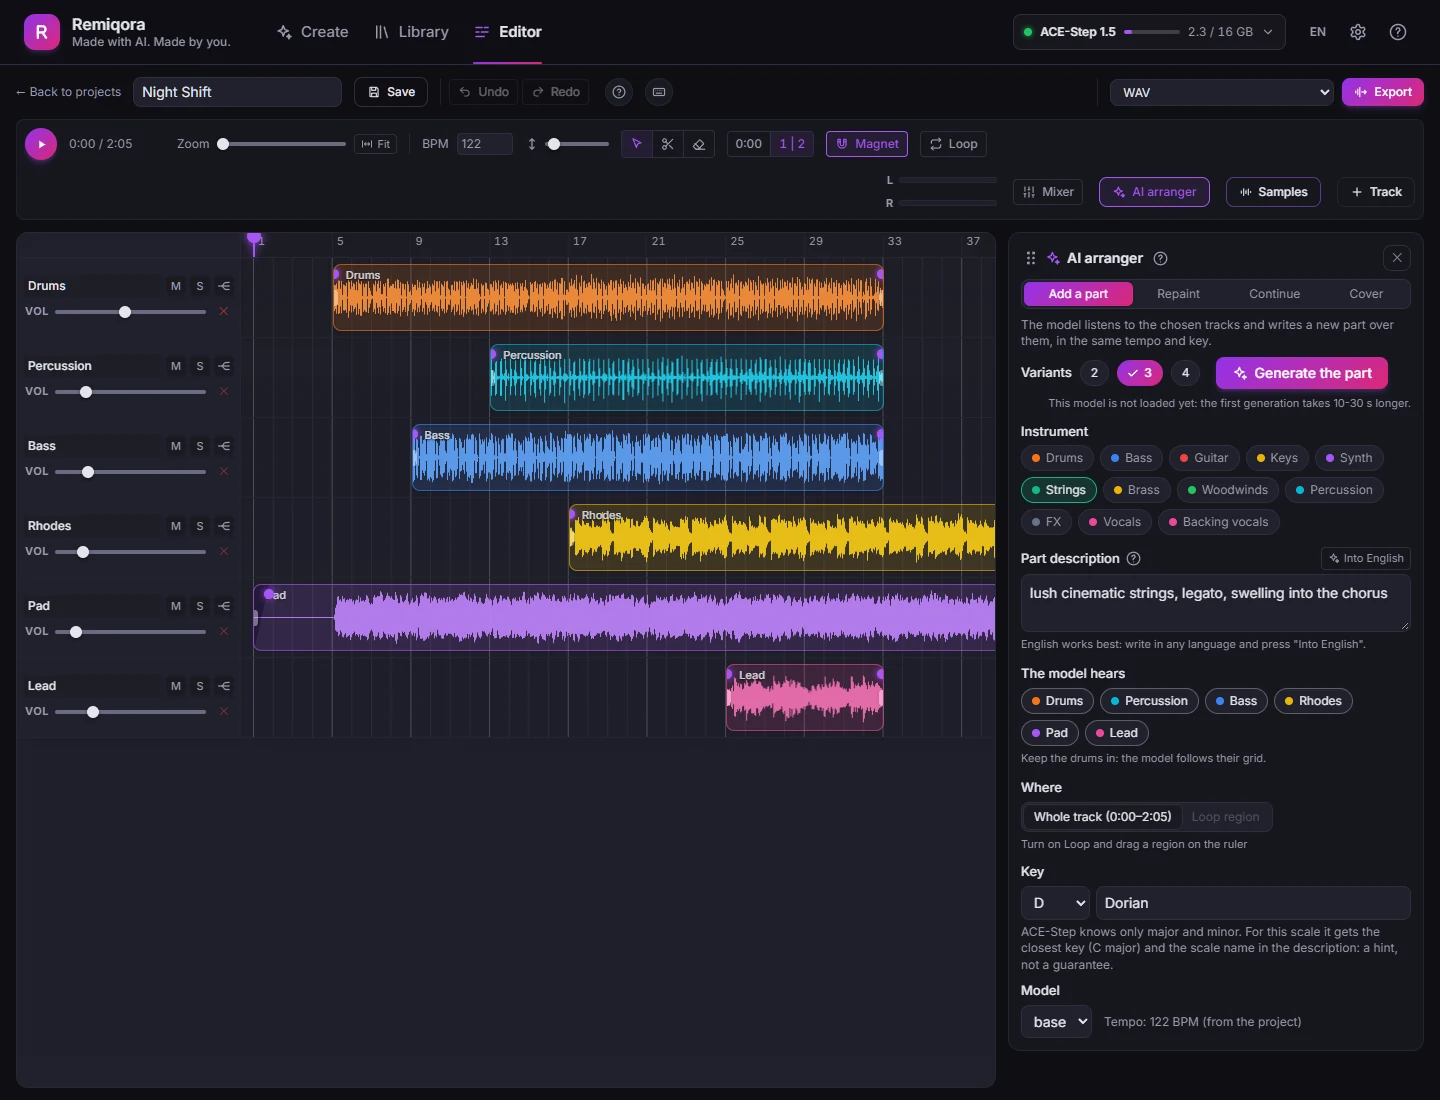 R
Remiqora
Made with AI. Made by you.
Create
Library
Editor
ACE-Step 1.5
2.3 / 16 GB
EN
← Back to projects
Night Shift
Save
Undo
Redo
WAV
Export
0:00 / 2:05
Zoom
Fit
BPM
122
0:00
1 | 2
Magnet
Loop
L
R
Mixer
AI arranger
Samples
Track
1
5
9
13
17
21
25
29
33
37
Drums
M
S
VOL
Drums
Percussion
M
S
VOL
Percussion
Bass
M
S
VOL
Bass
Rhodes
M
S
VOL
Rhodes
Pad
M
S
VOL
ad
Lead
M
S
VOL
Lead
AI arranger
Add a part
Repaint
Continue
Cover
The model listens to the chosen tracks and writes a new part over
them, in the same tempo and key.
Variants
2
3
4
Generate the part
This model is not loaded yet: the first generation takes 10-30 s longer.
Instrument
Drums
Bass
Guitar
Keys
Synth
Strings
Brass
Woodwinds
Percussion
FX
Vocals
Backing vocals
Part description
Into English
lush cinematic strings, legato, swelling into the chorus
English works best: write in any language and press "Into English".
The model hears
Drums
Percussion
Bass
Rhodes
Pad
Lead
Keep the drums in: the model follows their grid.
Where
Whole track (0:00–2:05)
Loop region
Turn on Loop and drag a region on the ruler
Key
D
Dorian
ACE-Step knows only major and minor. For this scale it gets the
closest key (C major) and the scale name in the description: a hint,
not a guarantee.
Model
base
Tempo: 122 BPM (from the project)